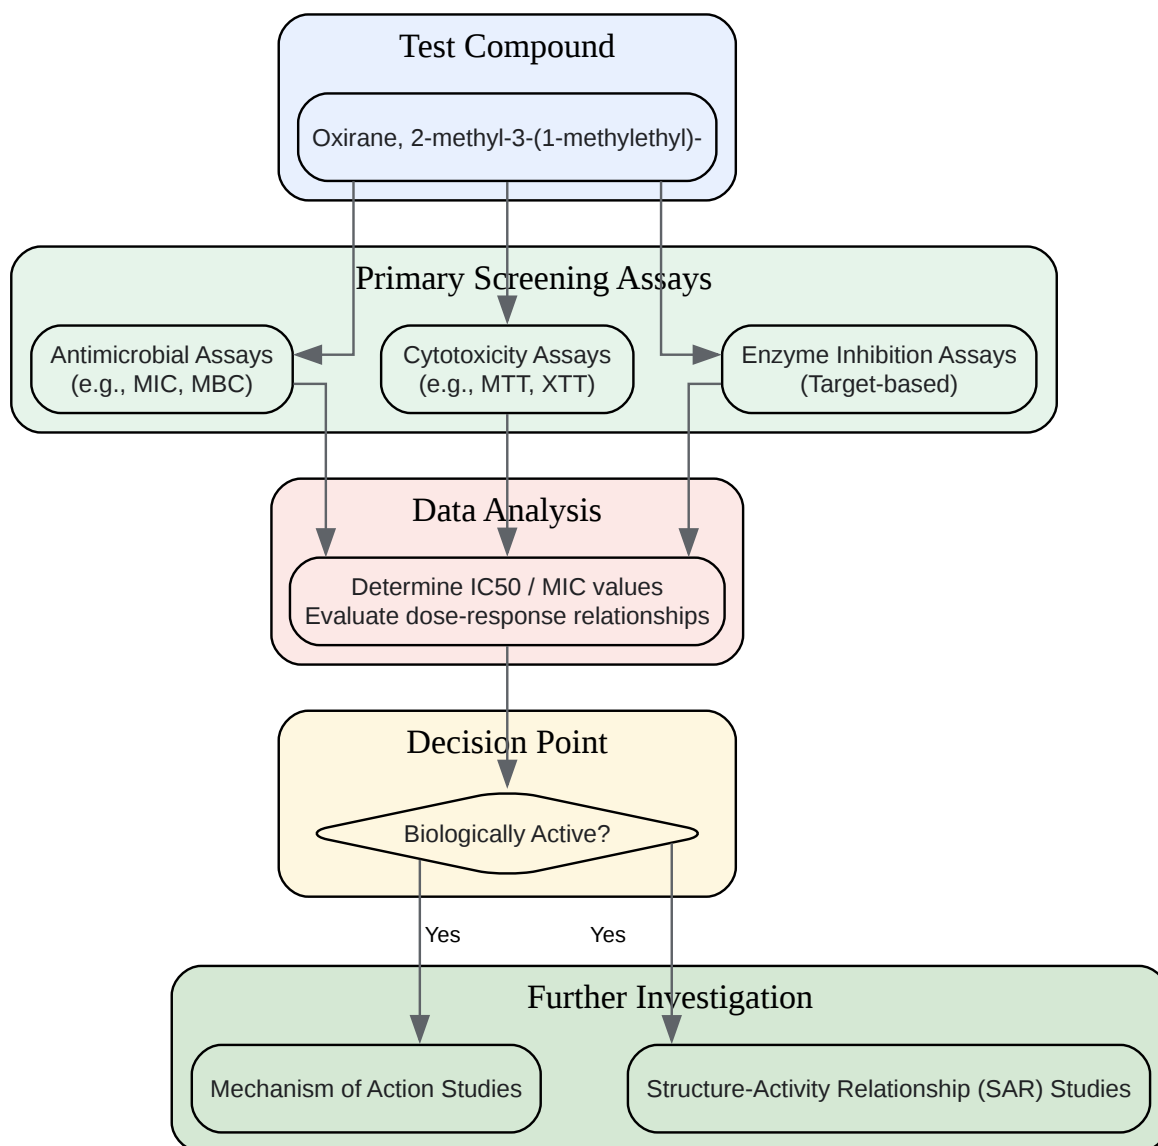 Test Compound
Oxirane, 2-methyl-3-(1-methylethyl)-
Primary Screening Assays
Antimicrobial Assays
(e.g., MIC, MBC)
Cytotoxicity Assays
(e.g., MTT, XTT)
Enzyme Inhibition Assays
(Target-based)
Data Analysis
Determine IC50 / MIC values
Evaluate dose-response relationships
Decision Point
Biologically Active?
Yes
Yes
Further Investigation
Mechanism of Action Studies
Structure-Activity Relationship (SAR) Studies